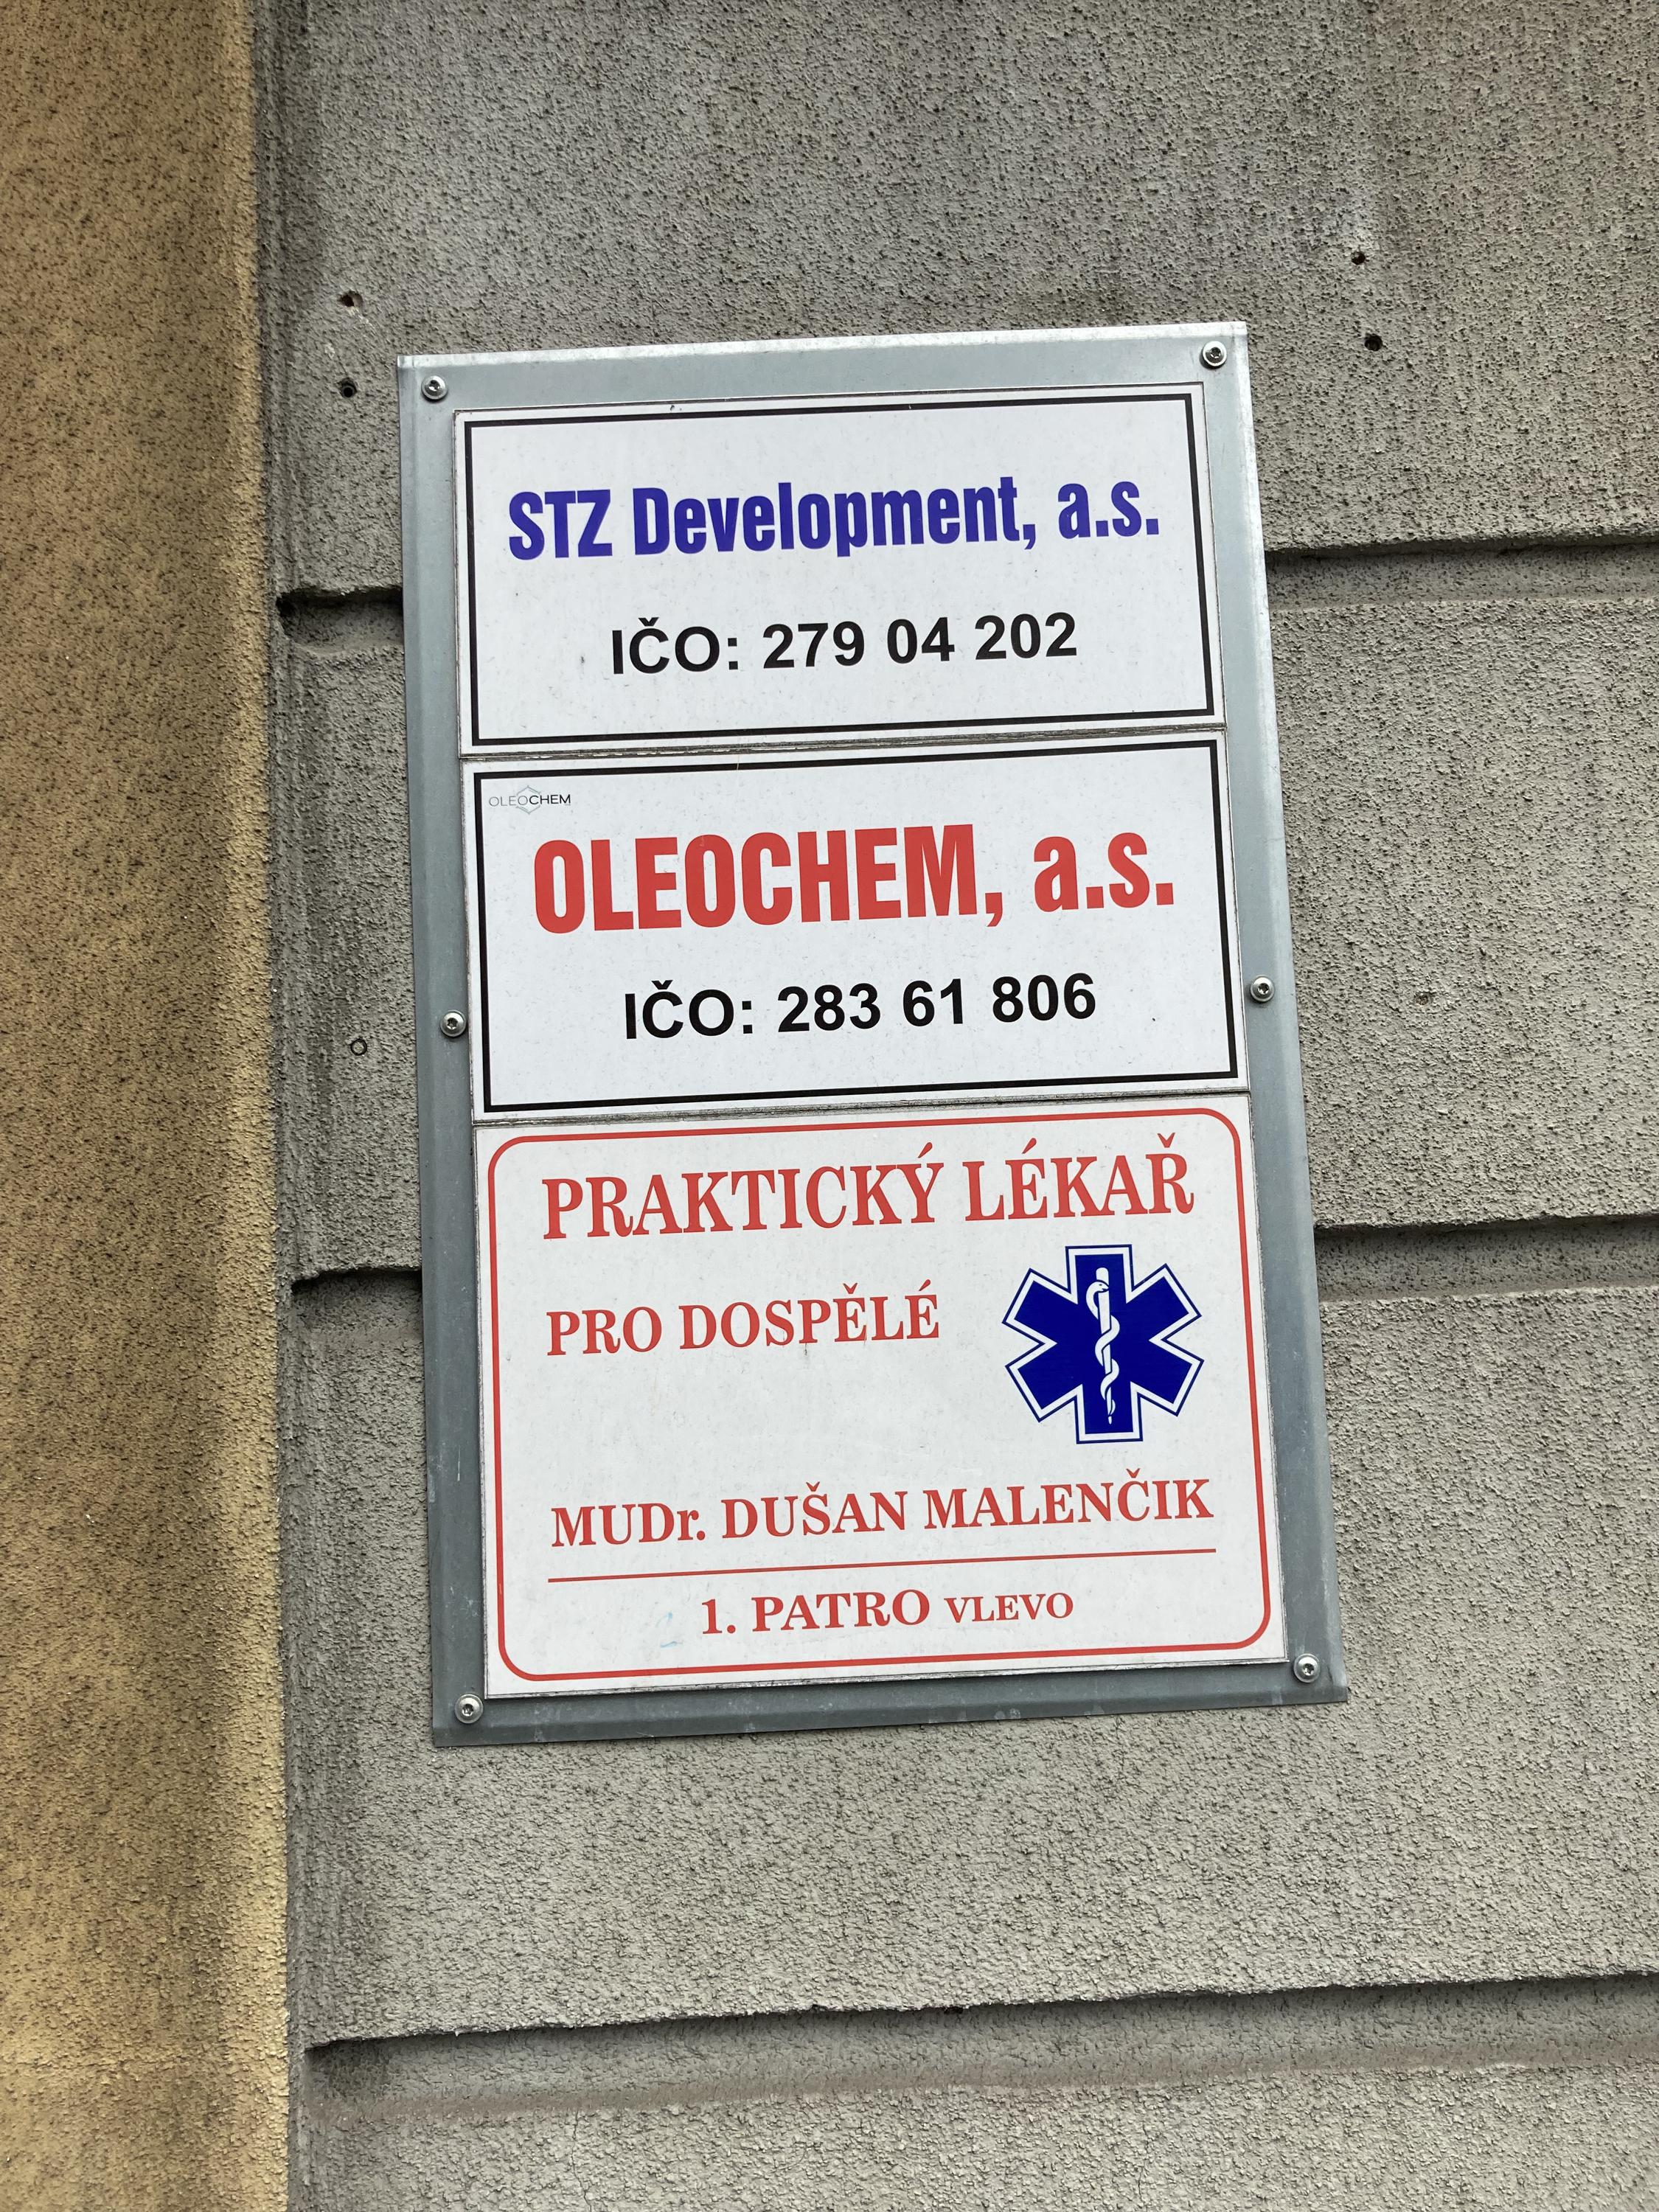 STZ Development, a.s.
IČO: 279 04 202
OLEOCHEM
OLEOCHEM, a.s.
IČO: 283 61 806
PRAKTICKÝ LÉKAŘ
PRO DOSPĚLÉ
MUDr. DUŠAN MALENČIK
1. PATRO VLEVO